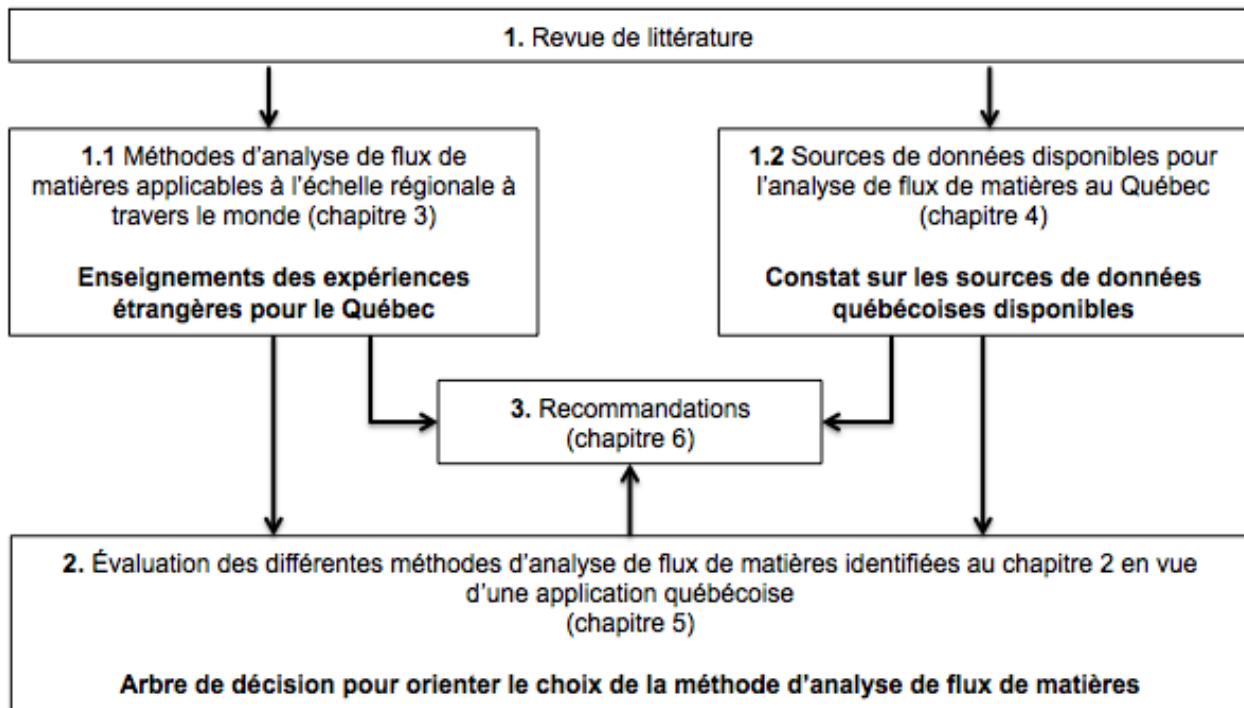 1. Revue de littérature
1.1 Méthodes d'analyse de flux de
matières applicables à l'échelle régionale à
travers le monde (chapitre 3)
Enseignements des expériences
étrangères pour le Québec
1.2 Sources de données disponibles pour
l'analyse de flux de matières au Québec
(chapitre 4)
Constat sur les sources de données
québécoises disponibles
3. Recommandations
(chapitre 6)
2. Évaluation des différentes méthodes d'analyse de flux de matières identifiées au chapitre 2 en vue
d'une application québécoise
(chapitre 5)
Arbre de décision pour orienter le choix de la méthode d'analyse de flux de matières